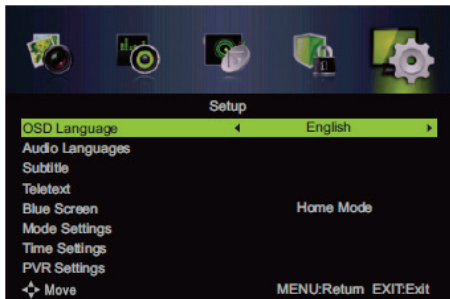 Setup
OSD Language English
Audio Languages
Subtitle
Teletext
Blue Screen Home Mode
Mode Settings
Time Settings
PVR Settings
Move MENU:Return EXIT:Exit